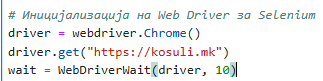 # Иницијализација на Web Driver за Selenium
driver = webdriver.Chrome()
driver.get("https://kosuli.mk")
wait = WebDriverWait(driver, 10)